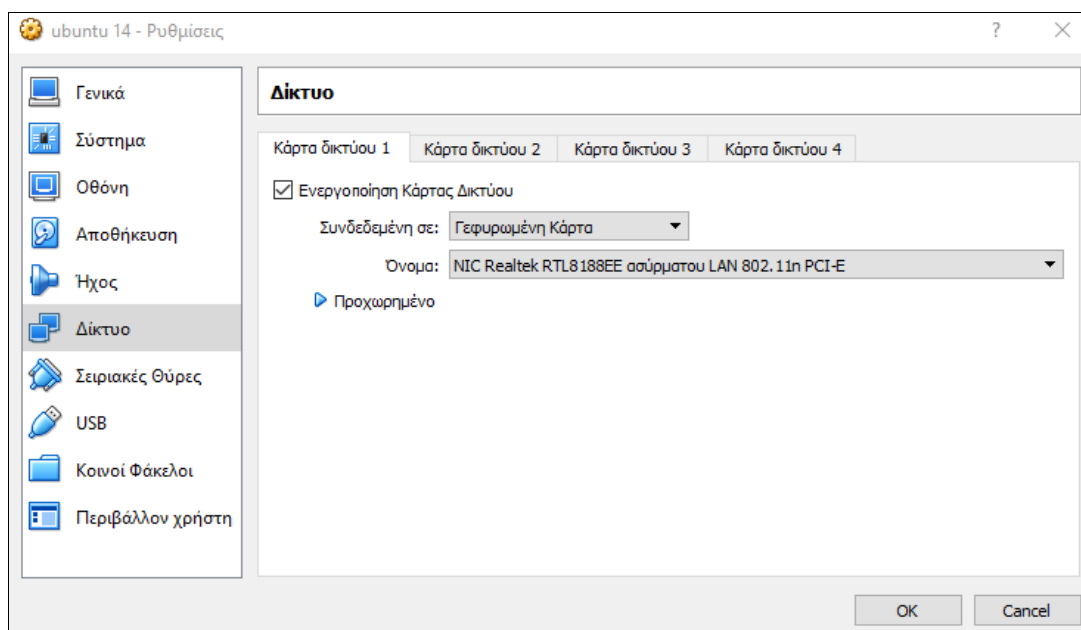 ubuntu 14 - Ρυθμίσεις
Γενικά
Σύστημα
Οθόνη
Αποθήκευση
Ήχος
Δίκτυο
Σειριακές Θύρες
USB
Κοινοί Φάκελοι
Περιβάλλον χρήστη
Δίκτυο
Κάρτα δικτύου 1 Κάρτα δικτύου 2 Κάρτα δικτύου 3 Κάρτα δικτύου 4
Ενεργοποίηση Κάρτας Δικτύου
Συνδεδεμένη σε: Γεφυρωμένη Κάρτα
Όνομα: NIC Realtek RTL8188EE ασύρματου LAN 802.11n PCI-E
Προχωρημένο
OK Cancel